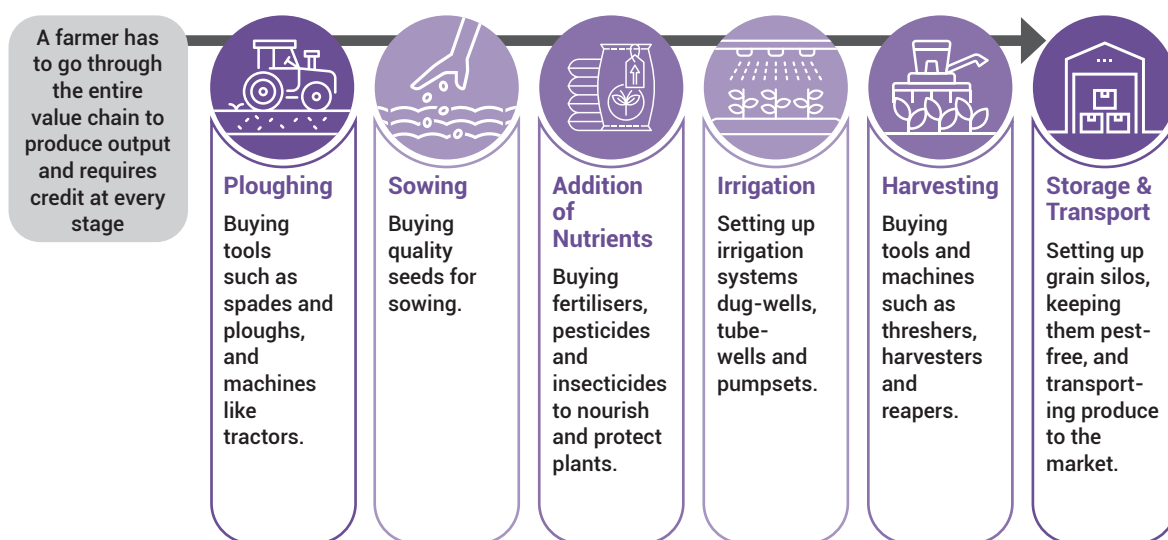 A farmer has
to go through
the entire
value chain to
produce output
and requires
credit at every
stage
Ploughing
Buying
tools
such as
spades and
ploughs,
and
machines
like
tractors.
Sowing
Buying
quality
seeds for
sowing.
Addition
of
Nutrients
Buying
fertilisers,
pesticides
and
insecticides
to nourish
and protect
plants.
Irrigation
Setting up
irrigation
systems
dug-wells,
tube-
wells and
pumpsets.
Harvesting
Buying
tools and
machines
such as
threshers,
harvesters
and
reapers.
Storage &
Transport
Setting up
grain silos,
keeping
them pest-
free, and
transport-
ing produce
to the
market.